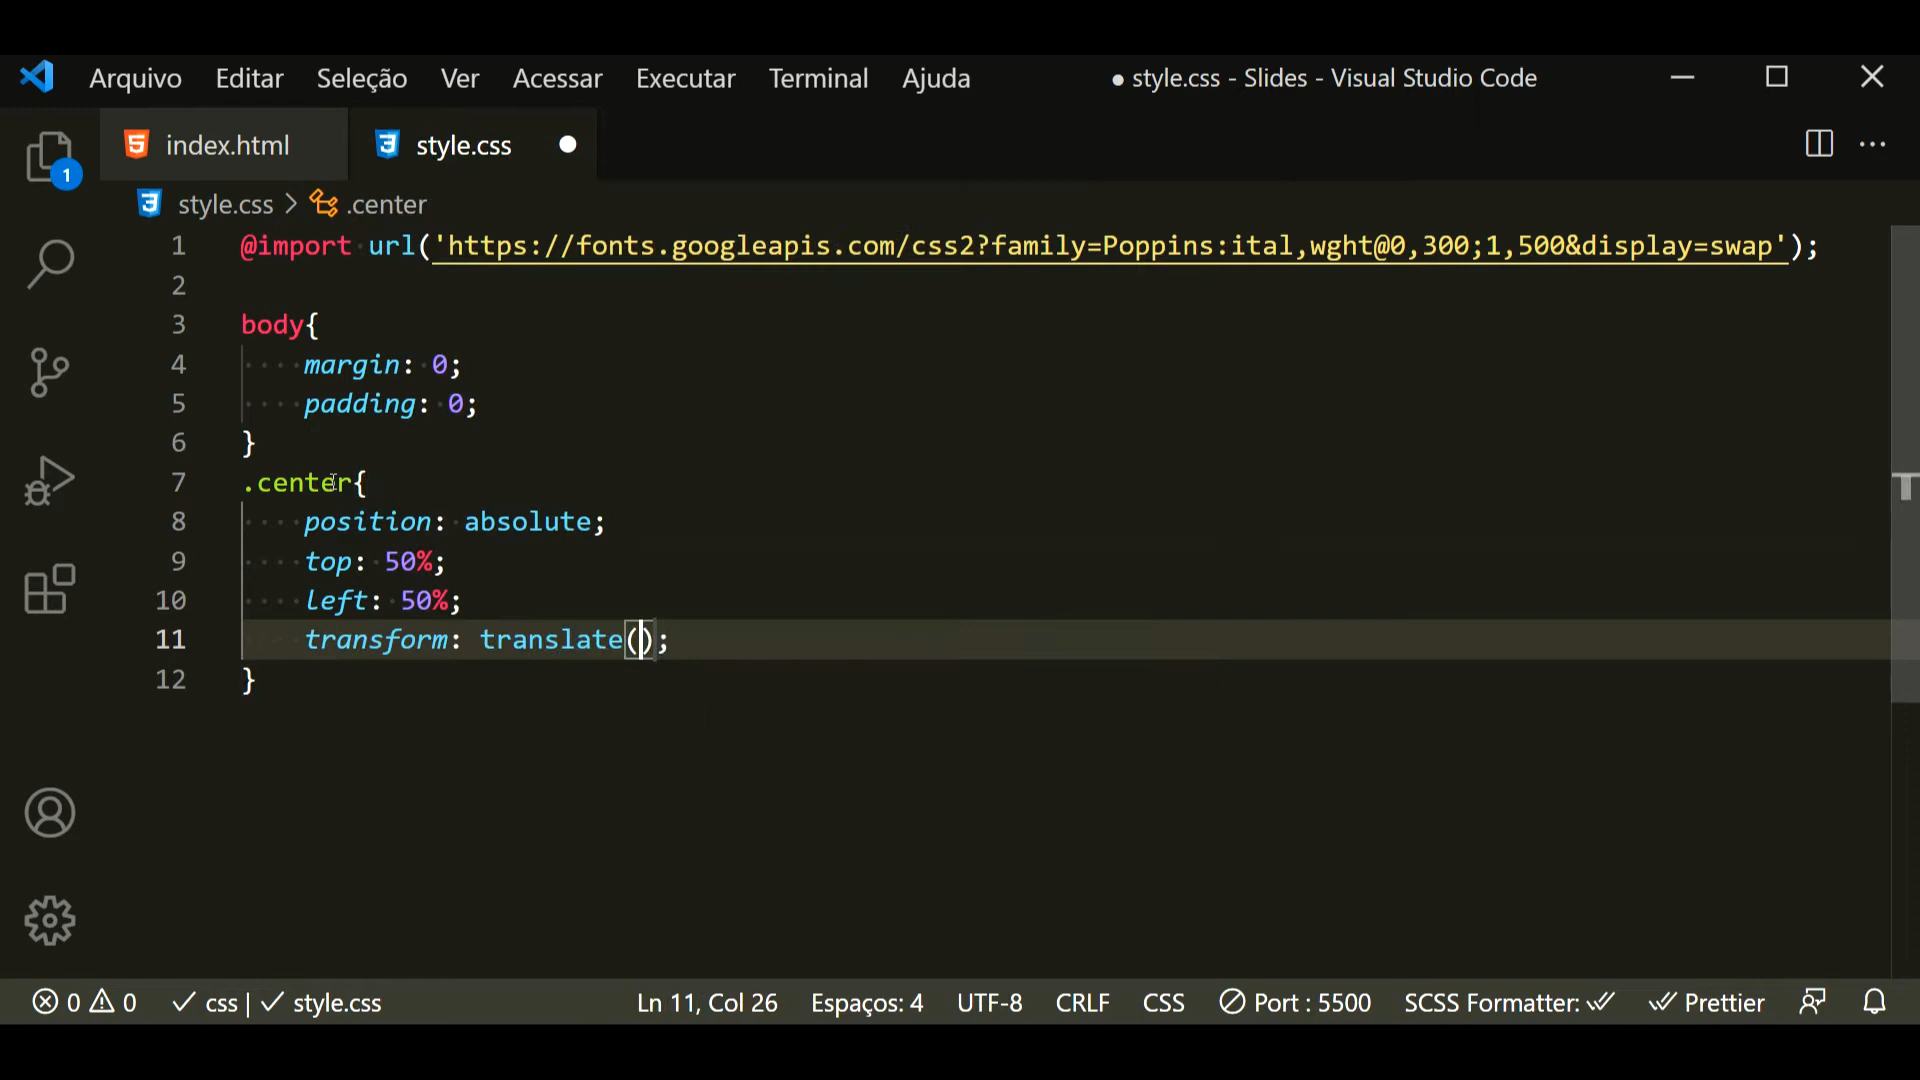 Arquivo Editar Seleção Ver Acessar Executar Terminal Ajuda ● style.css - Slides - Visual Studio Code
index.html style.css
1
style.css > .center
1 @import url('https://fonts.googleapis.com/css2?family=Poppins:ital,wght@0,300;1,500&display=swap');
2
3 body{
4 margin: 0;
5 padding: 0;
6 }
7 .center{
8 position: absolute;
9 top: 50%;
10 left: 50%;
11 transform: translate();
12 }
0 0 css | style.css Ln 11, Col 26 Espaços: 4 UTF-8 CRLF CSS Port : 5500 SCSS Formatter: Prettier